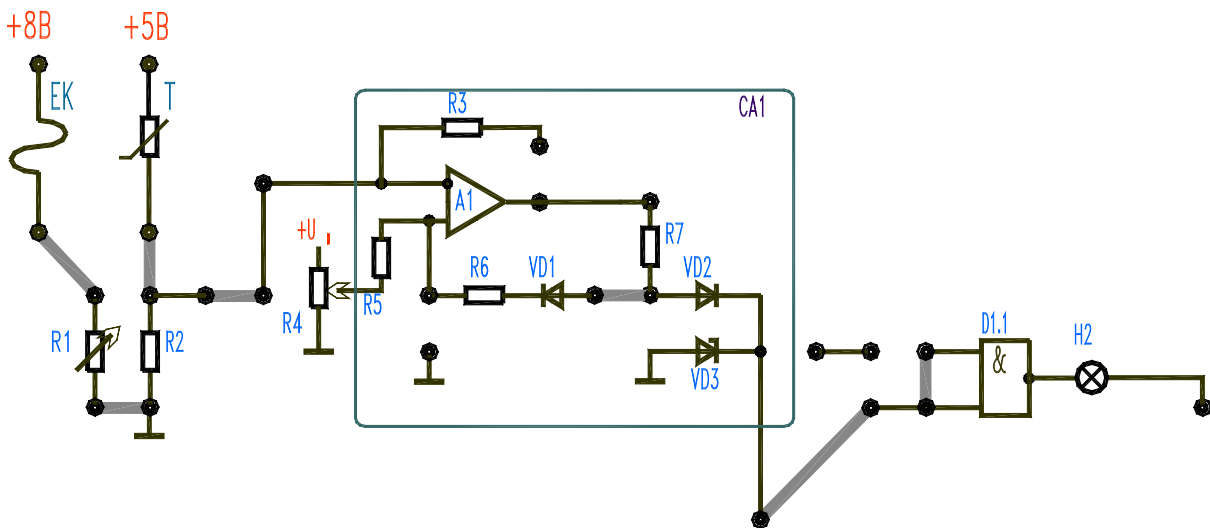 +8В
+5В
EK
T
R3
CA1
A1
+U
R7
R6
VD1
VD2
R5
R4
R1
R2
VD3
D1.1
&
H2